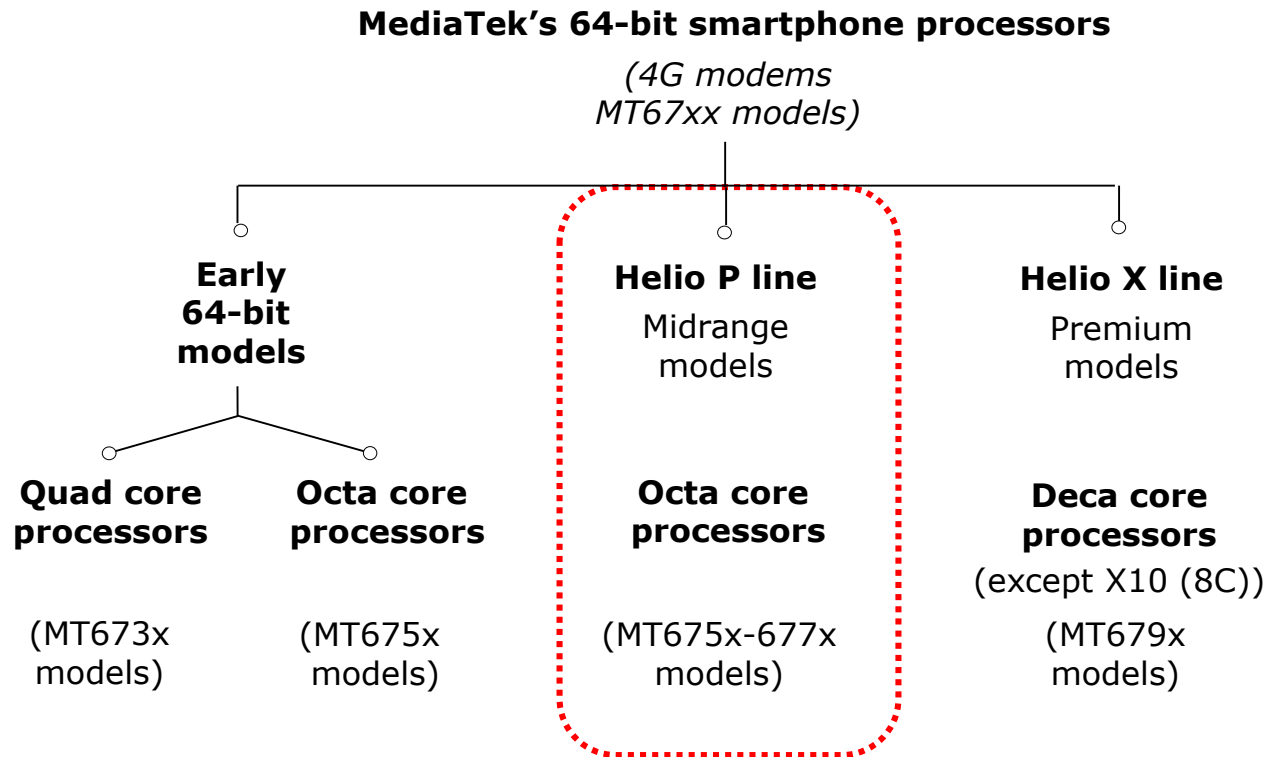 MediaTek’s 64-bit smartphone processors
(4G modems
MT67xx models)
Early
64-bit
models
Helio P line
Midrange
models
Helio X line
Premium
models
Quad core
processors
Octa core
processors
Octa core
processors
Deca core
processors
(except X10 (8C))
(MT673x
models)
(MT675x
models)
(MT675x-677x
models)
(MT679x
models)